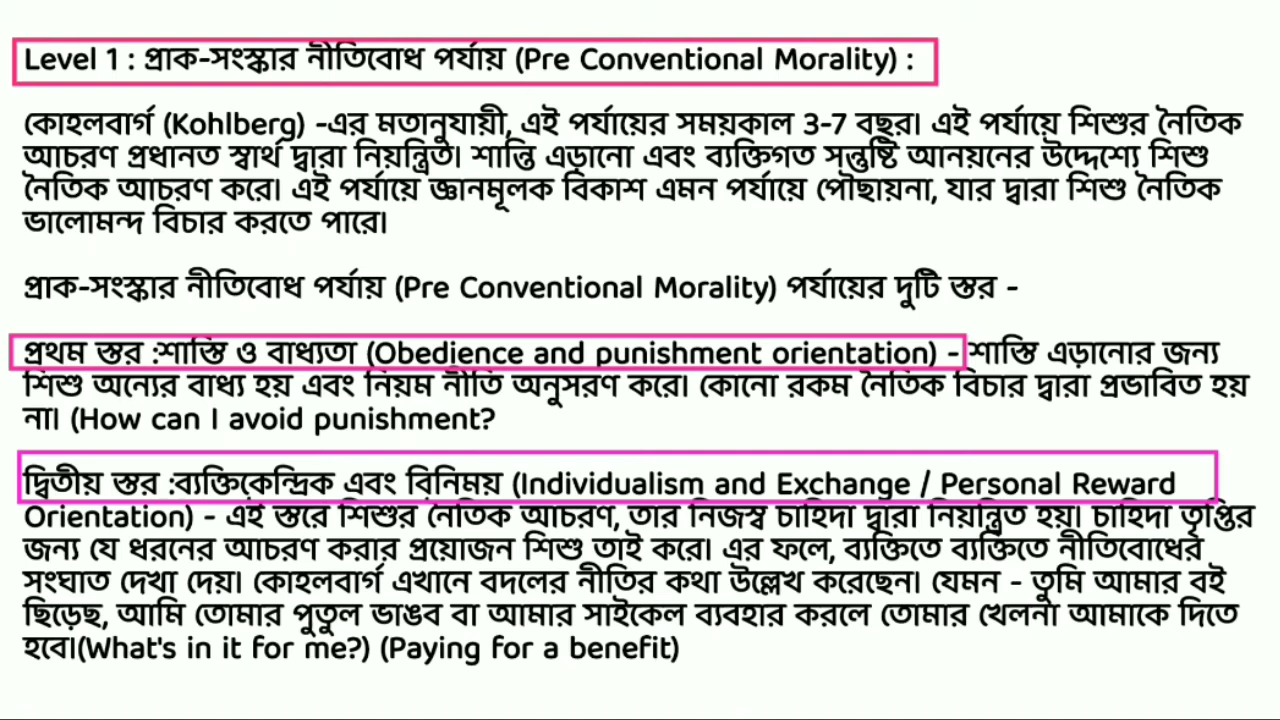 Level 1 : প্রাক-সংস্কার নীতিবোধ পর্যায় (Pre Conventional Morality) :
কোহলবার্গ (Kohlberg) -এর মতানুযায়ী, এই পর্যায়ের সময়কাল 3-7 বছর। এই পর্যায়ে শিশুর নৈতিক
আচরণ প্রধানত স্বার্থ দ্বারা নিয়ন্ত্রিত। শাস্তি এড়ানো এবং ব্যক্তিগত সন্তুষ্টি আনয়নের উদ্দেশ্যে শিশু
নৈতিক আচরণ করে। এই পর্যায়ে জ্ঞানমূলক বিকাশ এমন পর্যায়ে পৌছায়না, যার দ্বারা শিশু নৈতিক
ভালোমন্দ বিচার করতে পারে।
প্রাক-সংস্কার নীতিবোধ পর্যায় (Pre Conventional Morality) পর্যায়ের দুটি স্তর -
প্রথম স্তর :শাস্তি ও বাধ্যতা (Obedience and punishment orientation) - শাস্তি এড়ানোর জন্য
শিশু অন্যের বাধ্য হয় এবং নিয়ম নীতি অনুসরণ করে। কোনো রকম নৈতিক বিচার দ্বারা প্রভাবিত হয়
না। (How can I avoid punishment?
দ্বিতীয় স্তর :ব্যক্তিকেন্দ্রিক এবং বিনিময় (Individualism and Exchange / Personal Reward
Orientation) - এই স্তরে শিশুর নৈতিক আচরণ, তার নিজস্ব চাহিদা দ্বারা নিয়ন্ত্রিত হয়। চাহিদা তৃপ্তির
জন্য যে ধরনের আচরণ করার প্রয়োজন শিশু তাই করে। এর ফলে, ব্যক্তিতে ব্যক্তিতে নীতিবোধের
সংঘাত দেখা দেয়। কোহলবার্গ এখানে বদলের নীতির কথা উল্লেখ করেছেন। যেমন - তুমি আমার বই
ছিড়েছ, আমি তোমার পুতুল ভাঙব বা আমার সাইকেল ব্যবহার করলে তোমার খেলনা আমাকে দিতে
হবে।(What's in it for me?) (Paying for a benefit)